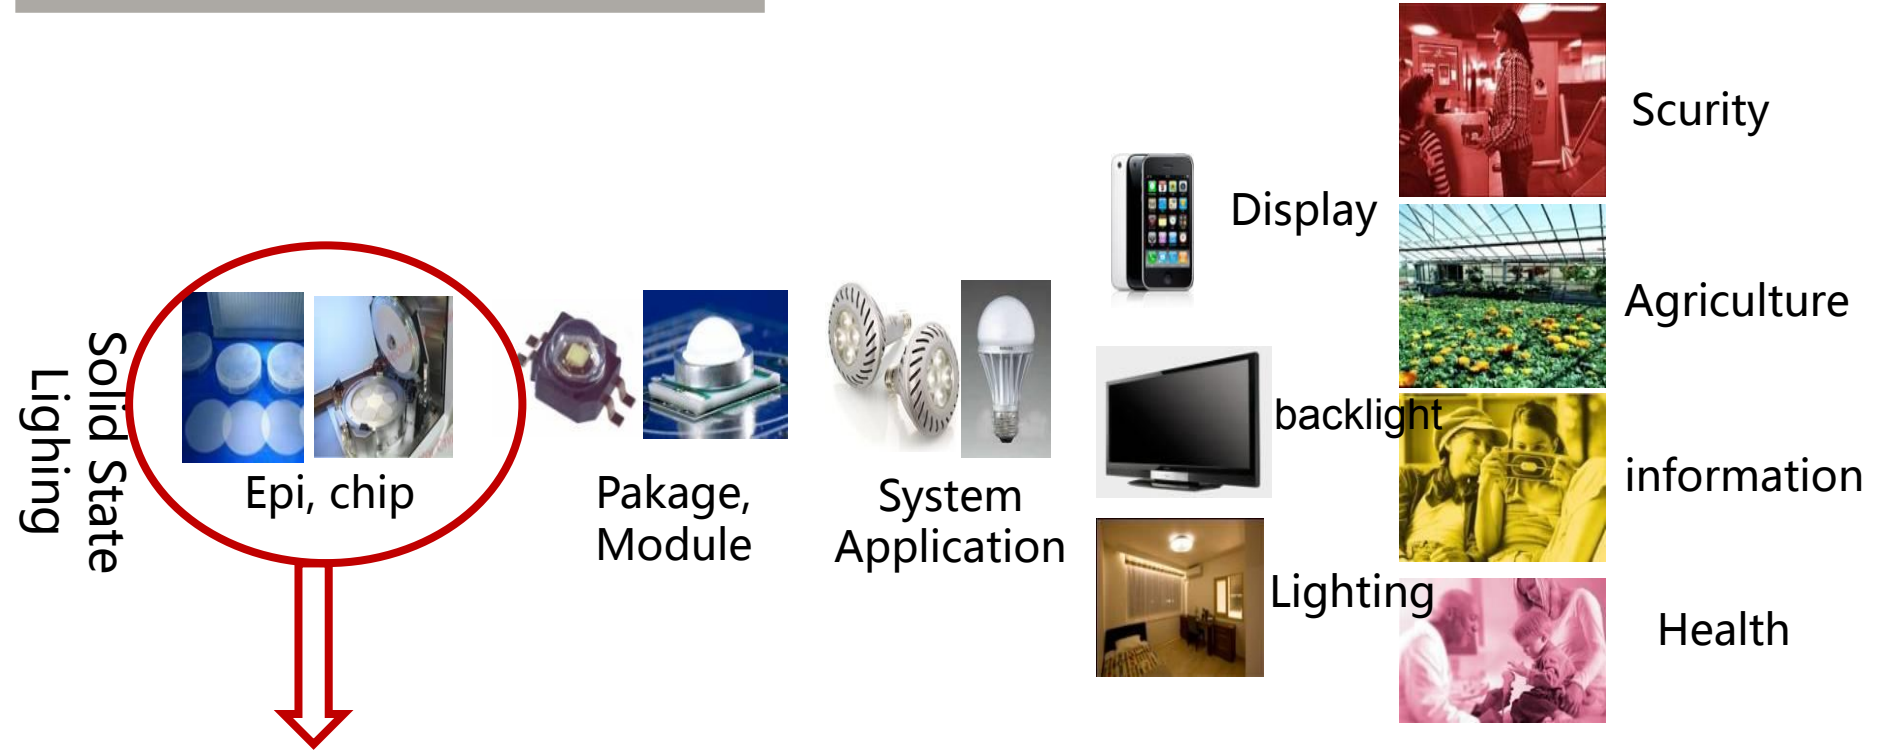 Solid State
Lighing
Epi, chip
Pakage,
Module
System
Application
Display
backlight
Lighting
Scurity
Agriculture
information
Health